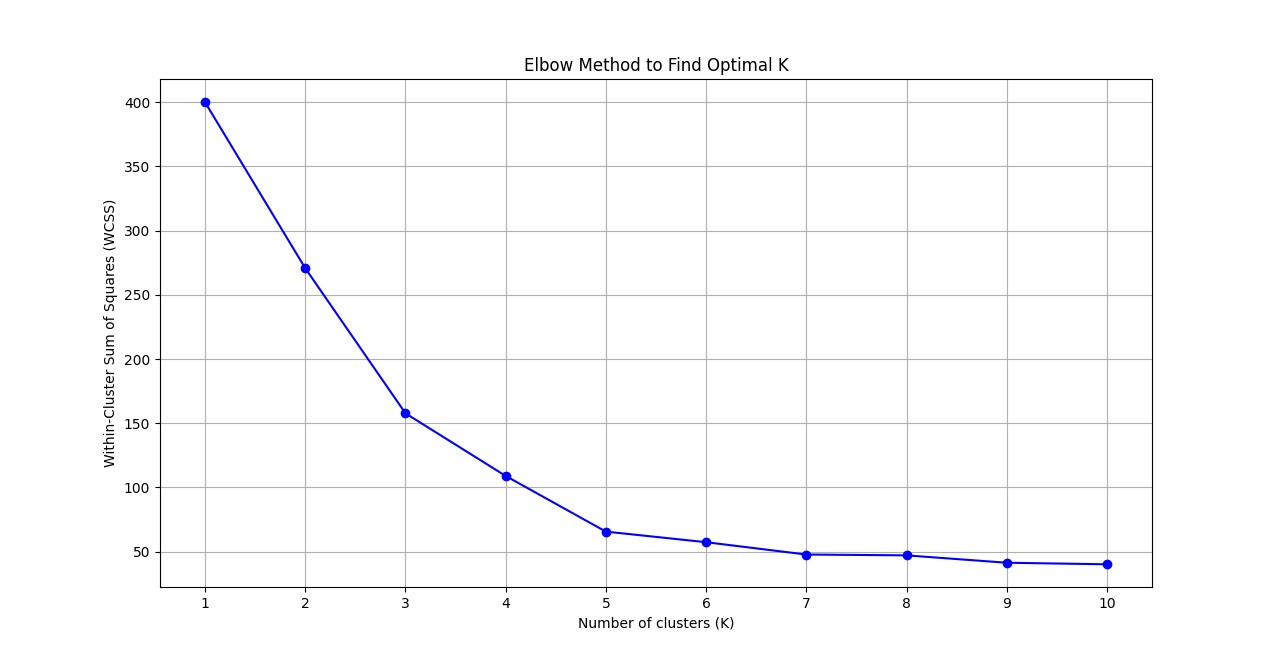 Elbow Method to Find Optimal K
Within-Cluster Sum of Squares (WCSS)
400
350
300
250
200
150
100
50
1 2 3 4 5 6 7 8 9 10
Number of clusters (K)